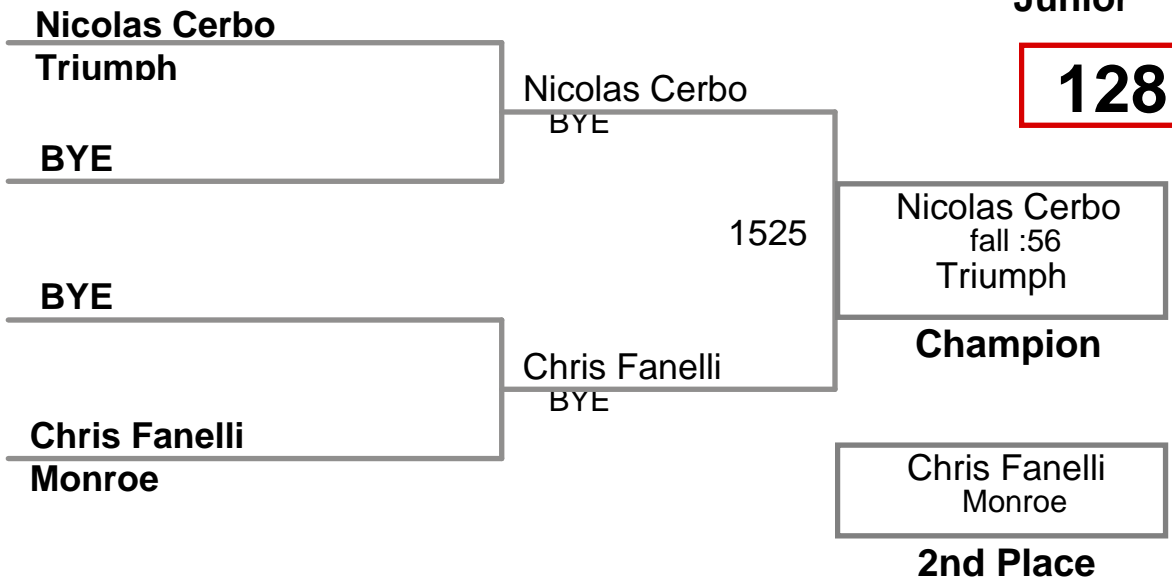 Junior
Nicolas Cerbo
Triumph
128
Nicolas Cerbo
BYE
BYE
Nicolas Cerbo
fall :56
Triumph
1525
BYE
Champion
Chris Fanelli
BYE
Chris Fanelli
Monroe
Chris Fanelli
Monroe
2nd Place